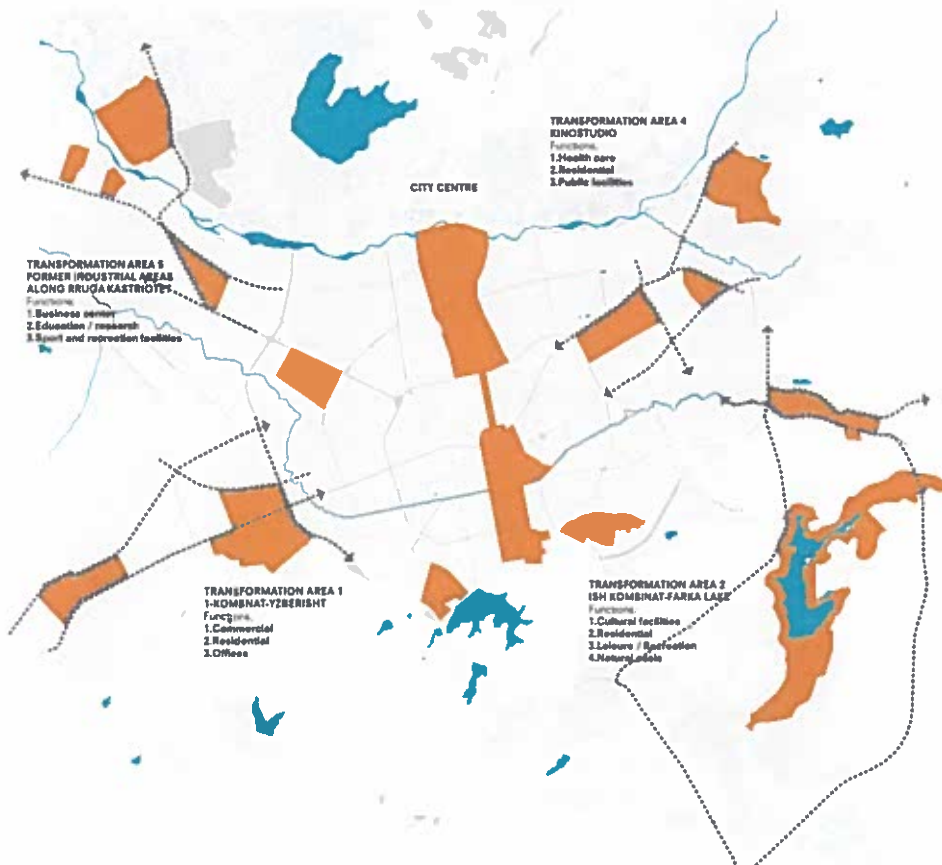 TRANSFORMATION AREA 4
KINOSTUDIO
Functions.
1.Health care
2.Residential
3.Public facilities
CITY CENTRE
TRANSFORMATION AREA 5
FORMER INDUSTRIAL AREAS
ALONG RRUGA KASTRIOTET
Functions.
1.Business center
2.Education / research
3.Sport and recreation facilities
TRANSFORMATION AREA 1
1-KOMBNAT-YZBERISHT
Functions.
1.Commercial
2.Residential
3.Offices
TRANSFORMATION AREA 2
ISH KOMBINAT-FARKA LAKE
Functions.
1.Cultural facilities
2.Residential
3.Leisure / Recreation